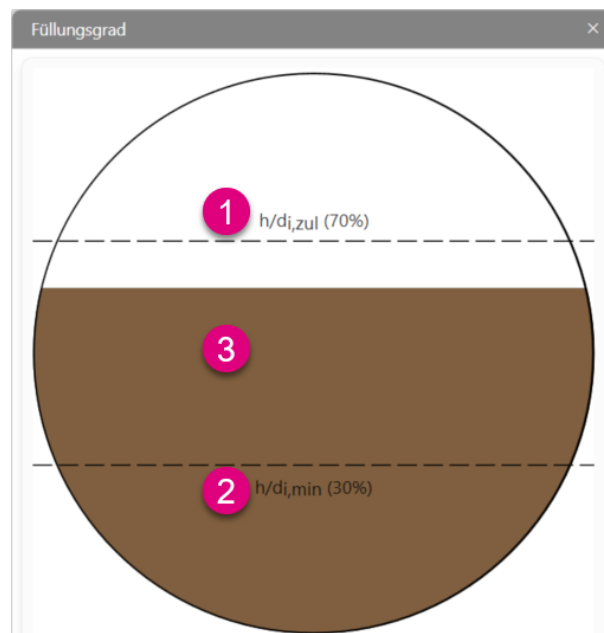 Füllungsgrad ×
1 h/di,zul (70%)
3
2 h/di,min (30%)